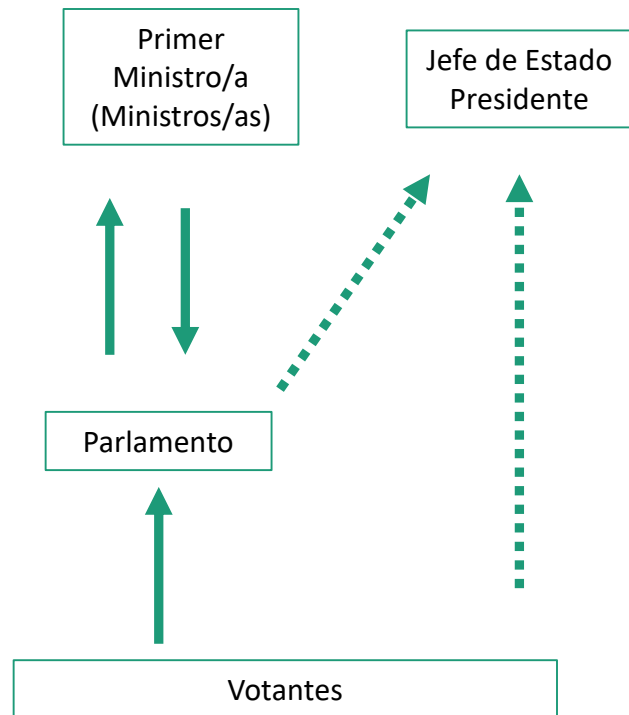 Primer
Ministro/a
(Ministros/as)
Jefe de Estado
Presidente
Parlamento
Votantes